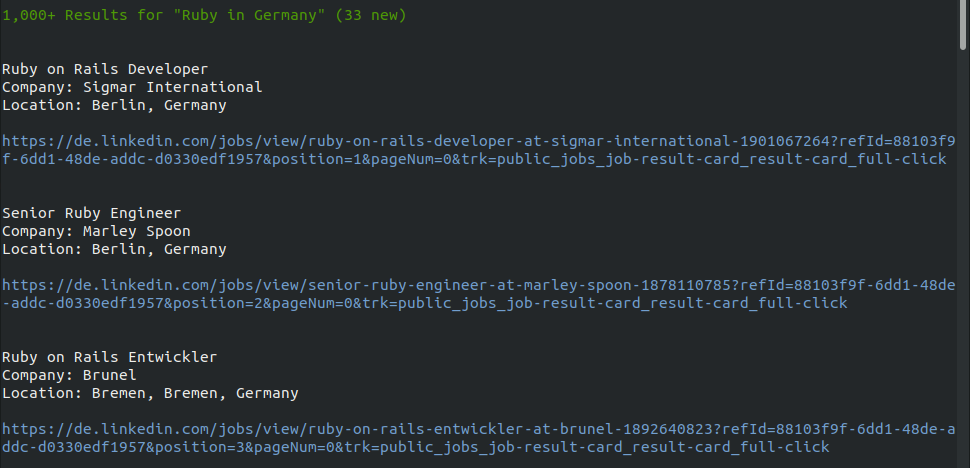 1,000+ Results for "Ruby in Germany" (33 new)
Ruby on Rails Developer
Company: Sigmar International
Location: Berlin, Germany
https://de.linkedin.com/jobs/view/ruby-on-rails-developer-at-sigmar-international-1901067264?refId=88103f9
f-6dd1-48de-addc-d0330edf1957&position=1&pageNum=0&trk=public_jobs_job-result-card_result-card_full-click
Senior Ruby Engineer
Company: Marley Spoon
Location: Berlin, Germany
https://de.linkedin.com/jobs/view/senior-ruby-engineer-at-marley-spoon-1878110785?refId=88103f9f-6dd1-48de
-addc-d0330edf1957&position=2&pageNum=0&trk=public_jobs_job-result-card_result-card_full-click
Ruby on Rails Entwickler
Company: Brunel
Location: Bremen, Bremen, Germany
https://de.linkedin.com/jobs/view/ruby-on-rails-entwickler-at-brunel-1892640823?refId=88103f9f-6dd1-48de-a
ddc-d0330edf1957&position=3&pageNum=0&trk=public_jobs_job-result-card_result-card_full-click